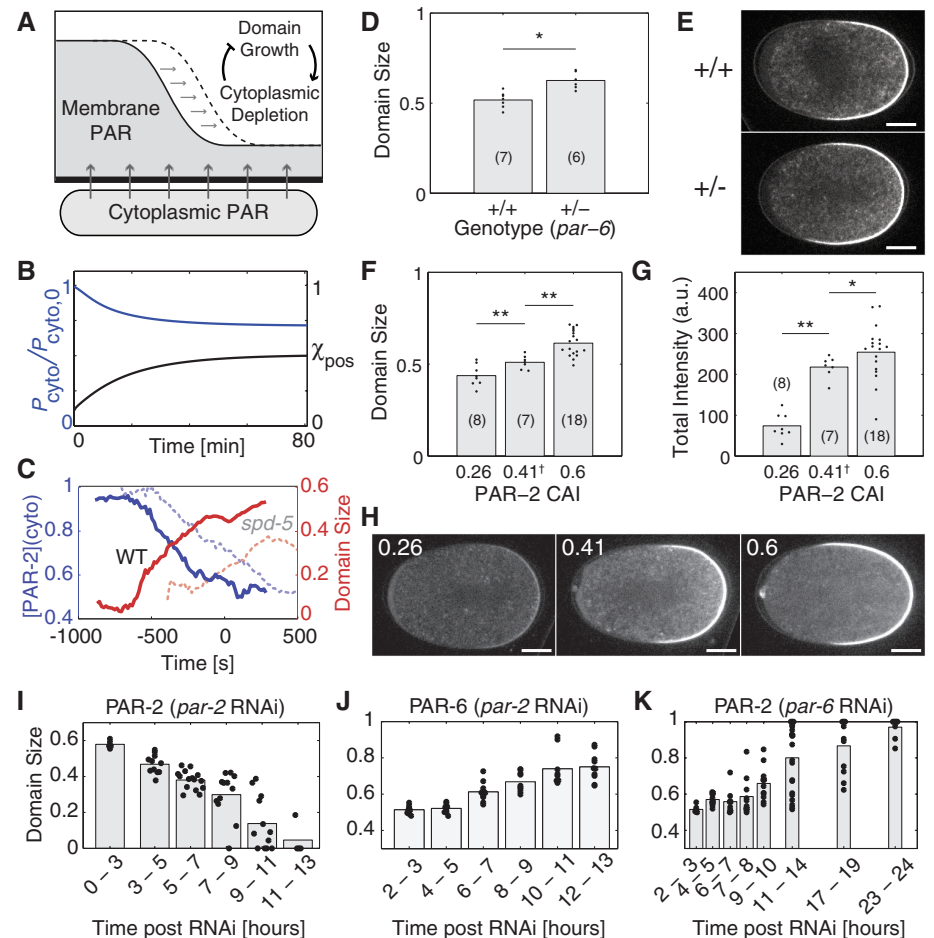 A
Domain
Growth
Cytoplasmic
Depletion
Membrane
PAR
Cytoplasmic PAR
B
Pcyto/Pcyto,0
1
0
1
χpos
0
0
80
Time [min]
C
[PAR-2](cyto)
1
0.8
0.6
0.4
0.6
0.4
0.2
0
Domain Size
WT
spd-5
-1000
-500
0
500
Time [s]
D
Domain Size
1
0.5
0
*
(7)
(6)
+/+
+/−
Genotype (par−6)
E
+/+
+/-
F
Domain Size
1
0.5
0
**
**
(8)
(7)
(18)
0.26
0.41†
0.6
PAR−2 CAI
G
Total Intensity (a.u.)
400
300
200
100
0
**
*
(8)
(7)
(18)
0.26
0.41†
0.6
PAR−2 CAI
H
0.26
0.41
0.6
I
PAR-2 (par-2 RNAi)
Domain Size
0.6
0.4
0.2
0
0 – 3
3 – 5
5 – 7
7 – 9
9 – 11
11 – 13
Time post RNAi [hours]
J
PAR-6 (par-2 RNAi)
1
0.8
0.6
0.4
2 – 3
4 – 5
6 – 7
8 – 9
10 – 11
12 – 13
Time post RNAi [hours]
K
PAR-2 (par-6 RNAi)
1
0.8
0.6
0.4
2 – 3
4 – 5
6 – 7
7 – 8
9 – 10
11 – 14
17 – 19
23 – 24
Time post RNAi [hours]